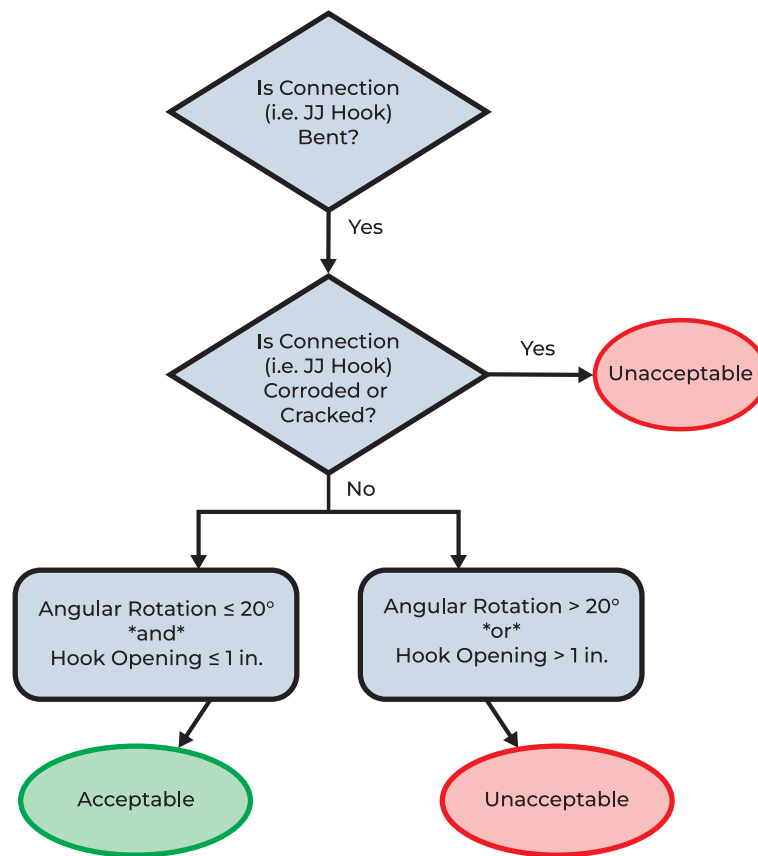 Is Connection
(i.e. JJ Hook)
Bent?
Yes
Is Connection
(i.e. JJ Hook)
Corroded or
Cracked?
Yes
Unacceptable
No
Angular Rotation ≤ 20°
*and*
Hook Opening ≤ 1 in.
Angular Rotation > 20°
*or*
Hook Opening > 1 in.
Acceptable
Unacceptable